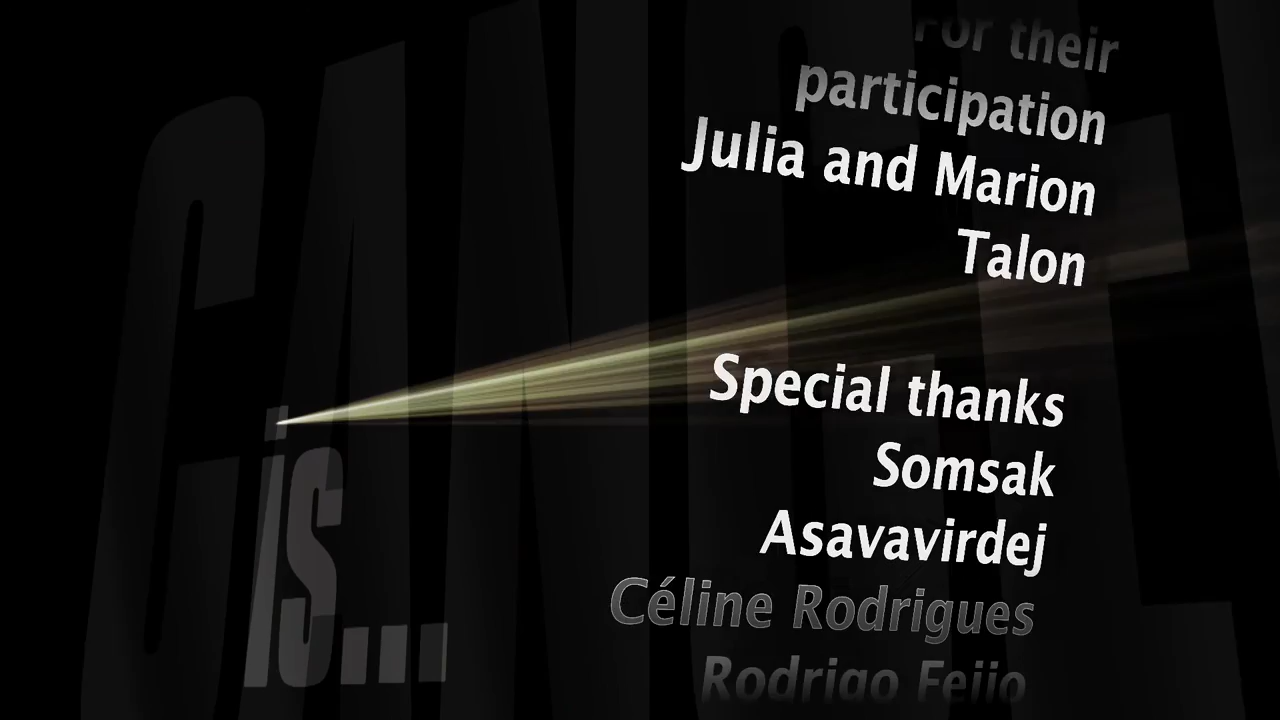 For their
participation
Julia and Marion
Talon
Special thanks
Somsak
Asavavirdej
Céline Rodrigues
Rodrigo Feijo
is...